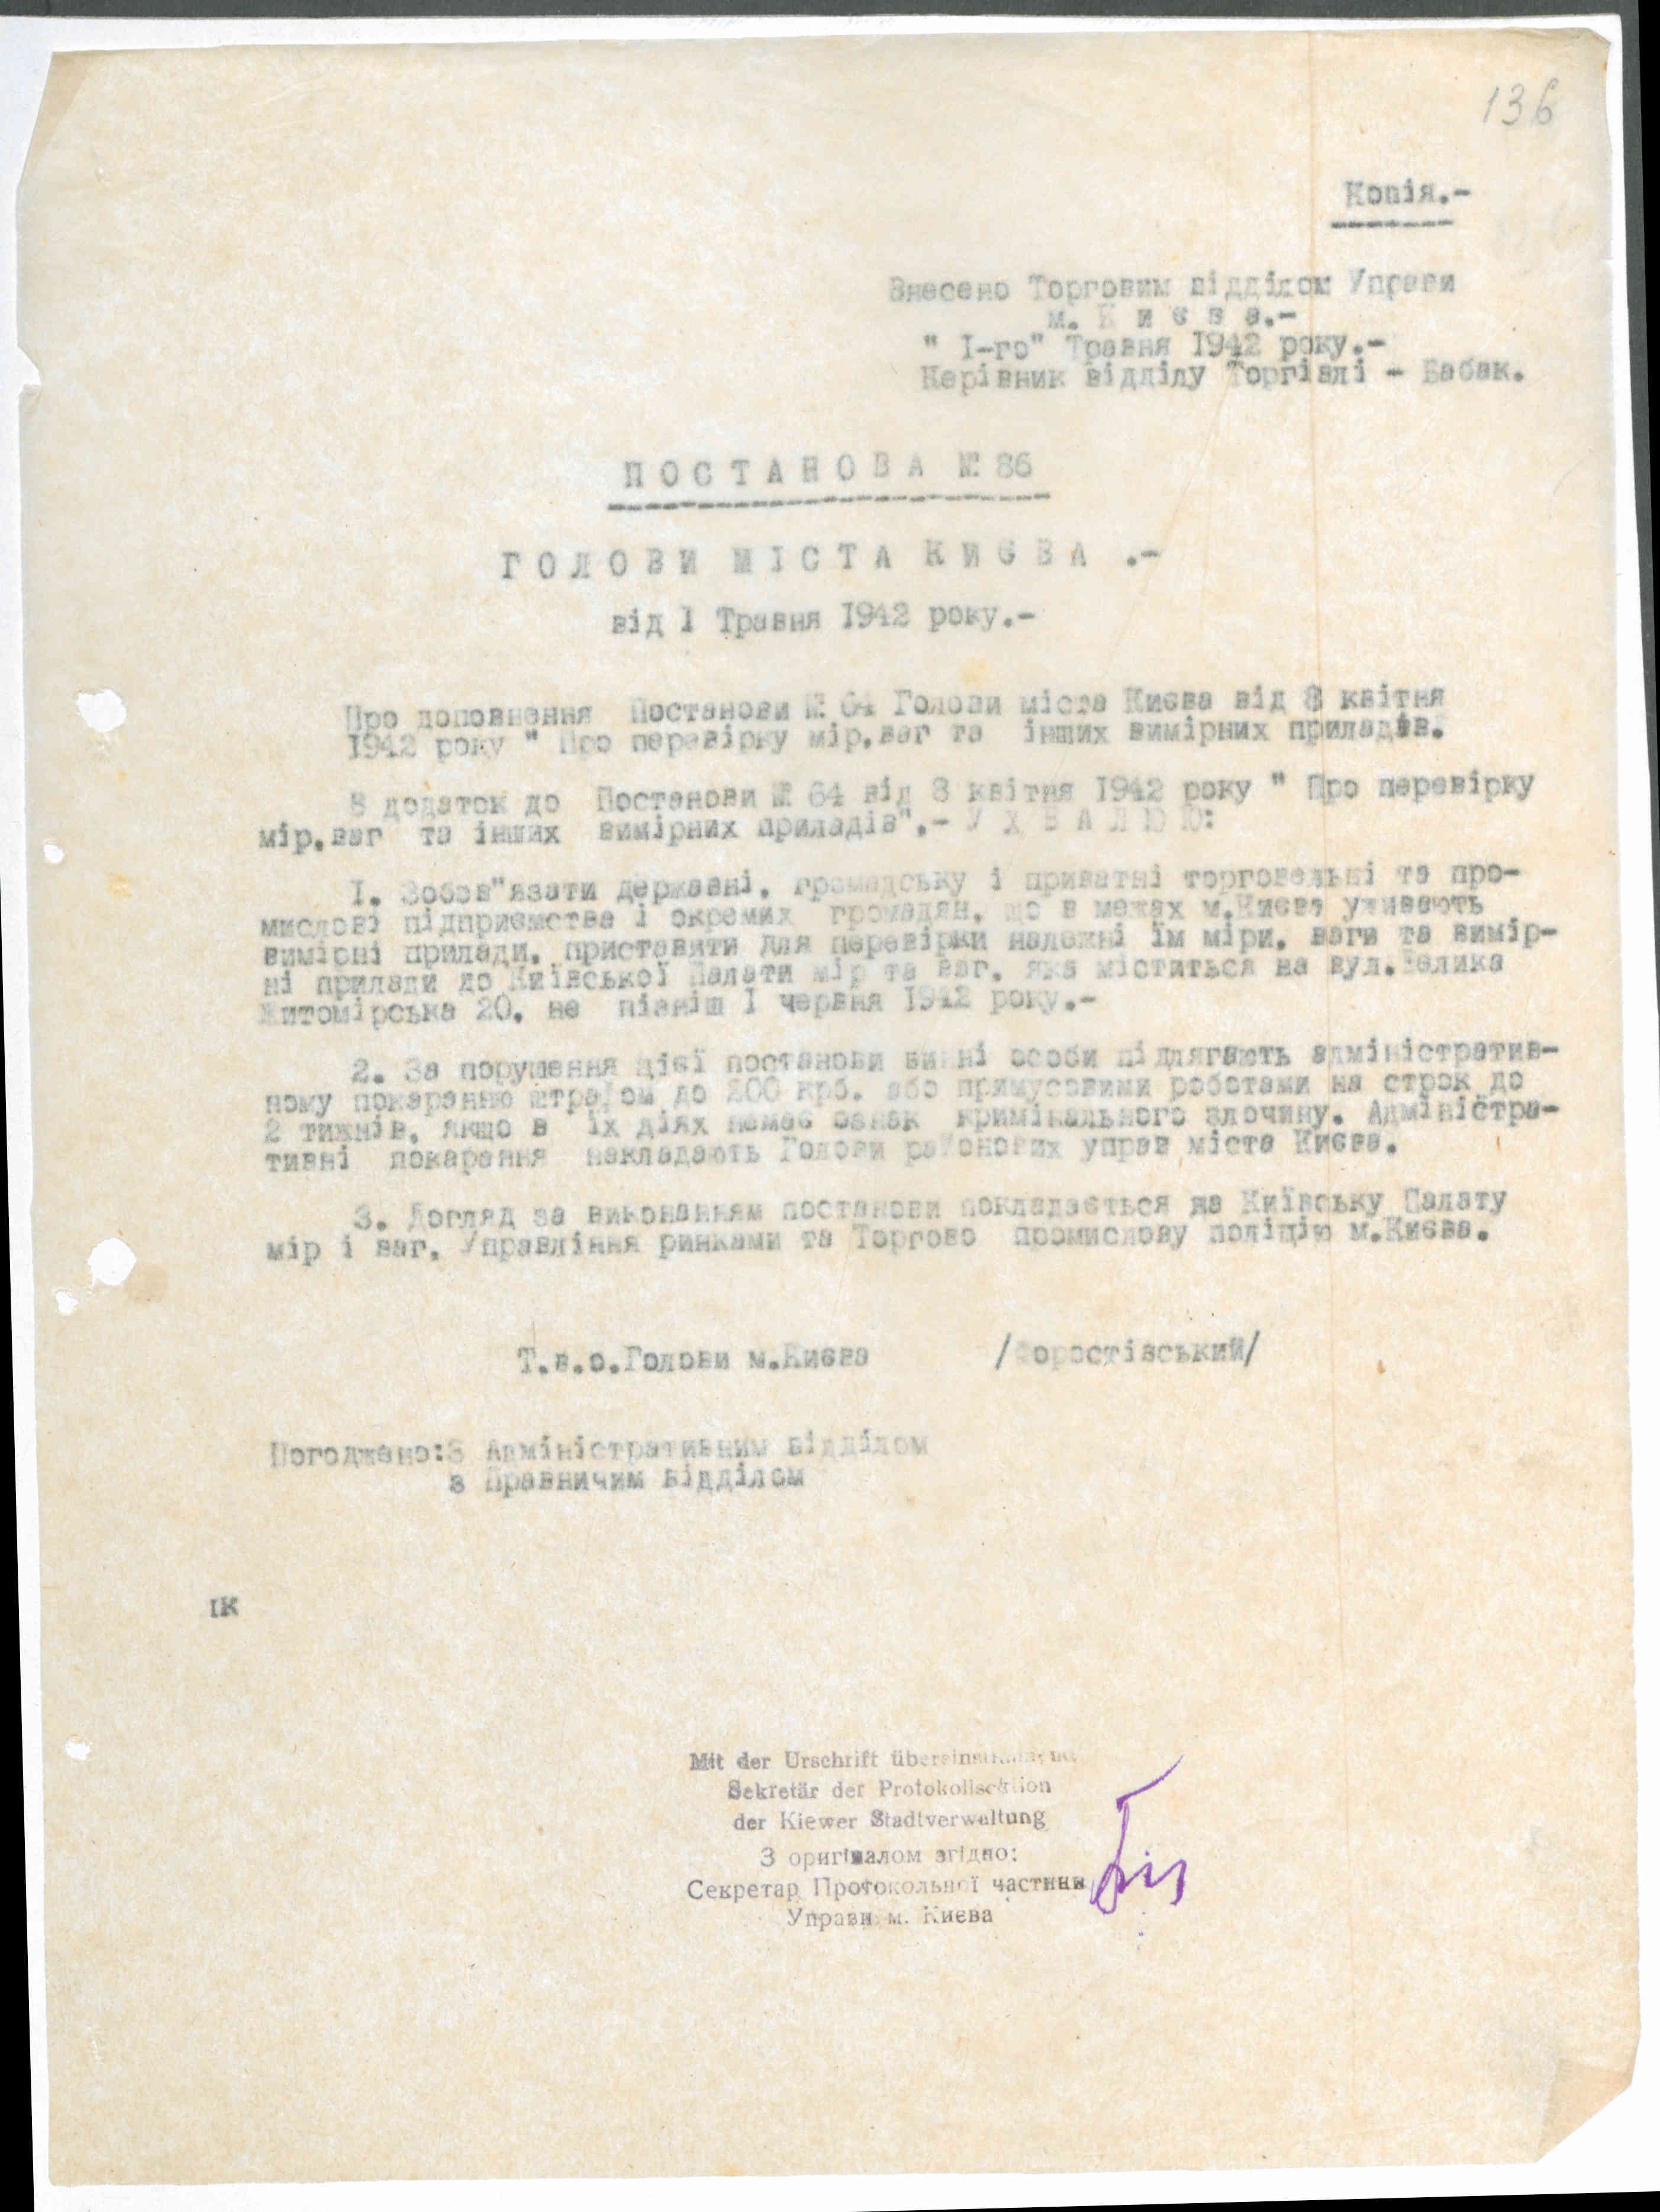 136
Копія.-
Внесено Торговим відділом Управи
м. К и є в а.-
" I-го" Травня 1942 року.-
Керівник відділу Торгівлі - Бабак.
П О С Т А Н О В А № 86
Г О Л О В И М І С Т А К И Є В А .-
від 1 Травня 1942 року.-
Про доповнення Постанови № 64 Голови міста Києва від 8 квітня
1942 року " Про перевірку мір,ваг та інших вимірних приладів.
В додаток до Постанови № 64 від 8 квітня 1942 року " Про перевірку
мір,ваг та інших вимірних приладів".- У Х В А Л Ю Ю:
I. Зобов"язати державні, громадську і приватні торговельні та про-
мислові підприємства і окремих громадян, що в межах м.Києва уживають
вимірні прилади, приставити для перевірки належні їм міри, ваги та вимір-
ні прилади до Київської Палати мір та ваг, яка міститься на вул.Велика
Житомірська 20, не пізніш 1 червня 1942 року.-
2. За порушення цієї постанови винні особи підлягають адміністратив-
ному покаранню штрафом до 200 крб. або примусовими роботами на строк до
2 тижнів, якщо в їх діях немає ознак кримінального злочину. Адміністра-
тивні покарання накладають Голови районових управ міста Києва.
3. Догляд за виконанням постанови покладається на Київську Палату
мір і ваг, Управління ринками та Торгово промислову поліцію м.Києва.
Т.в.о.Голови м.Києва /Форостівський/
Погоджено:З Адміністративним відділом
з Правничим відділом
ІК
Mit der Urschrift übereinstimmend
Sekretär der Protokollsektion
der Kiewer Stadtverwaltung
З оригіналом згідно:
Секретар Протокольної частини
Управи м. Києва